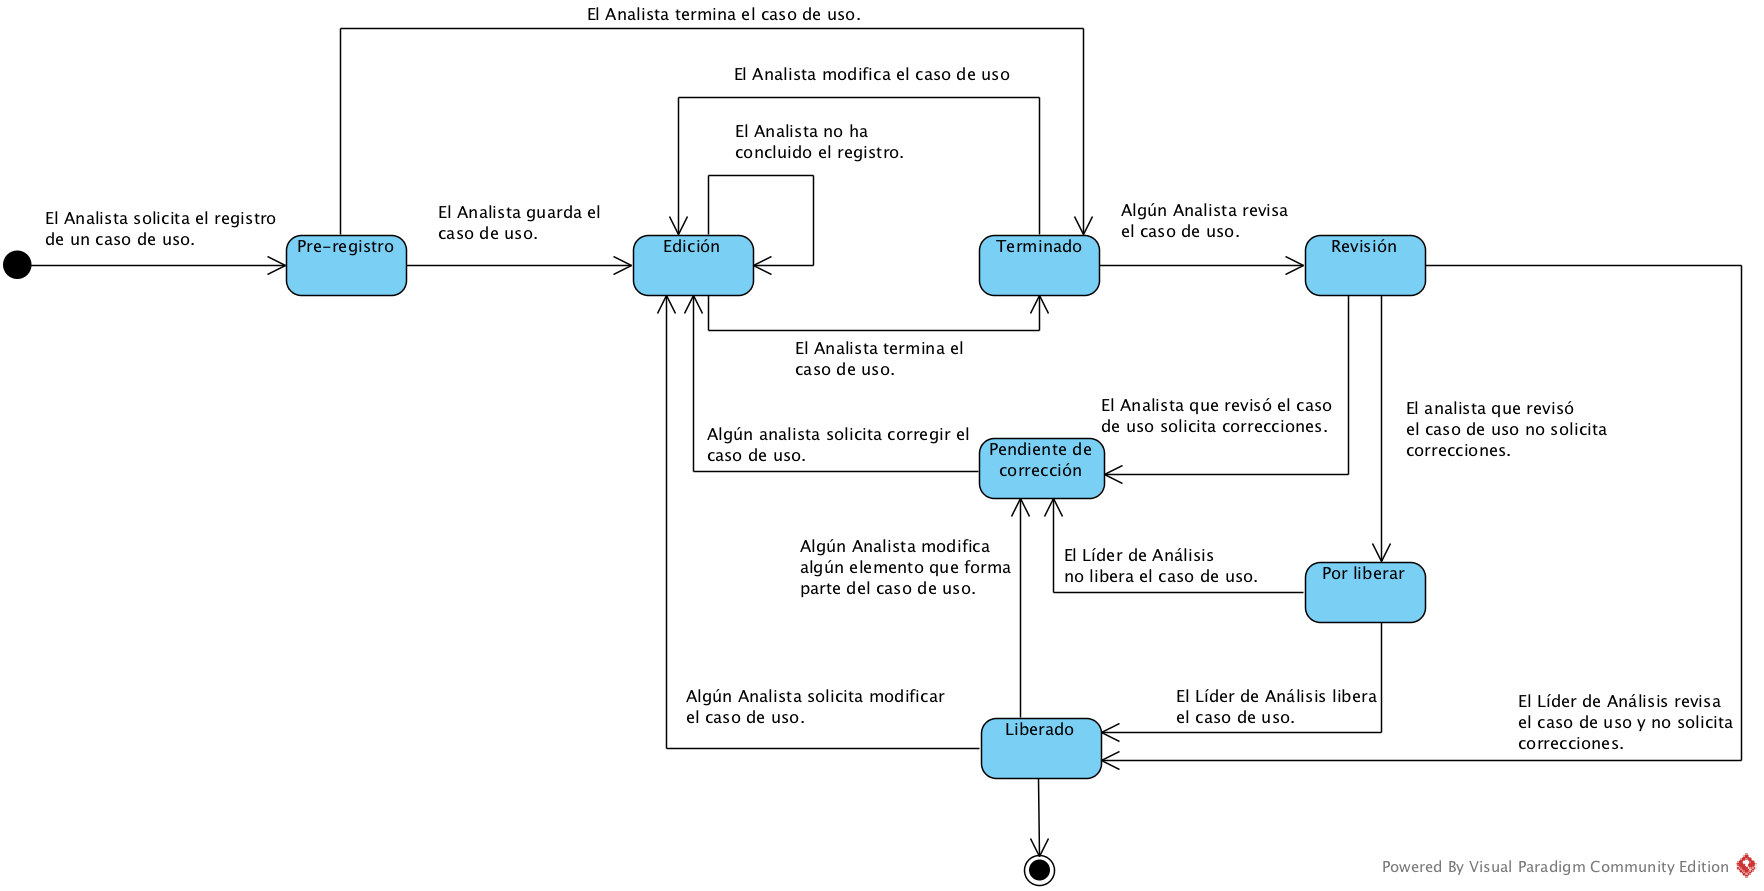 El Analista termina el caso de uso.
El Analista modifica el caso de uso
El Analista no ha
concluido el registro.
El Analista solicita el registro
de un caso de uso.
El Analista guarda el
caso de uso.
Algún Analista revisa
el caso de uso.
Pre-registro
Edición
Terminado
Revisión
El Analista termina el
caso de uso.
El Analista que revisó el caso
de uso solicita correcciones.
El analista que revisó
el caso de uso no solicita
correcciones.
Algún analista solicita corregir el
caso de uso.
Pendiente de
corrección
Algún Analista modifica
algún elemento que forma
parte del caso de uso.
El Líder de Análisis
no libera el caso de uso.
Por liberar
Algún Analista solicita modificar
el caso de uso.
El Líder de Análisis libera
el caso de uso.
El Líder de Análisis revisa
el caso de uso y no solicita
correcciones.
Liberado
Powered By Visual Paradigm Community Edition